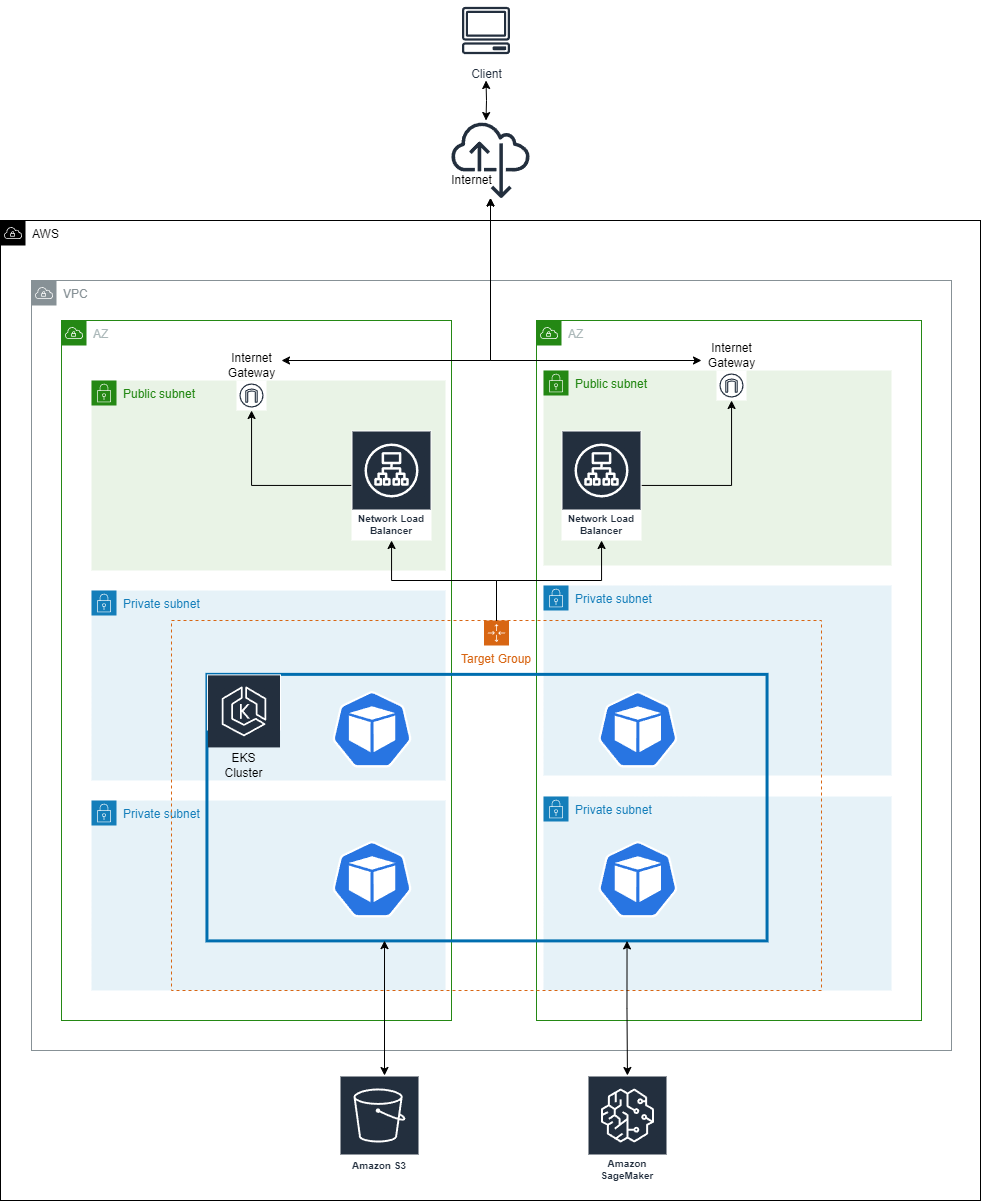 Client
Internet
AWS
VPC
AZ
AZ
Internet
Gateway
Internet
Gateway
Public subnet
Public subnet
Network Load
Balancer
Network Load
Balancer
Private subnet
Private subnet
Target Group
K
EKS
Cluster
Private subnet
Private subnet
Amazon S3
Amazon
SageMaker